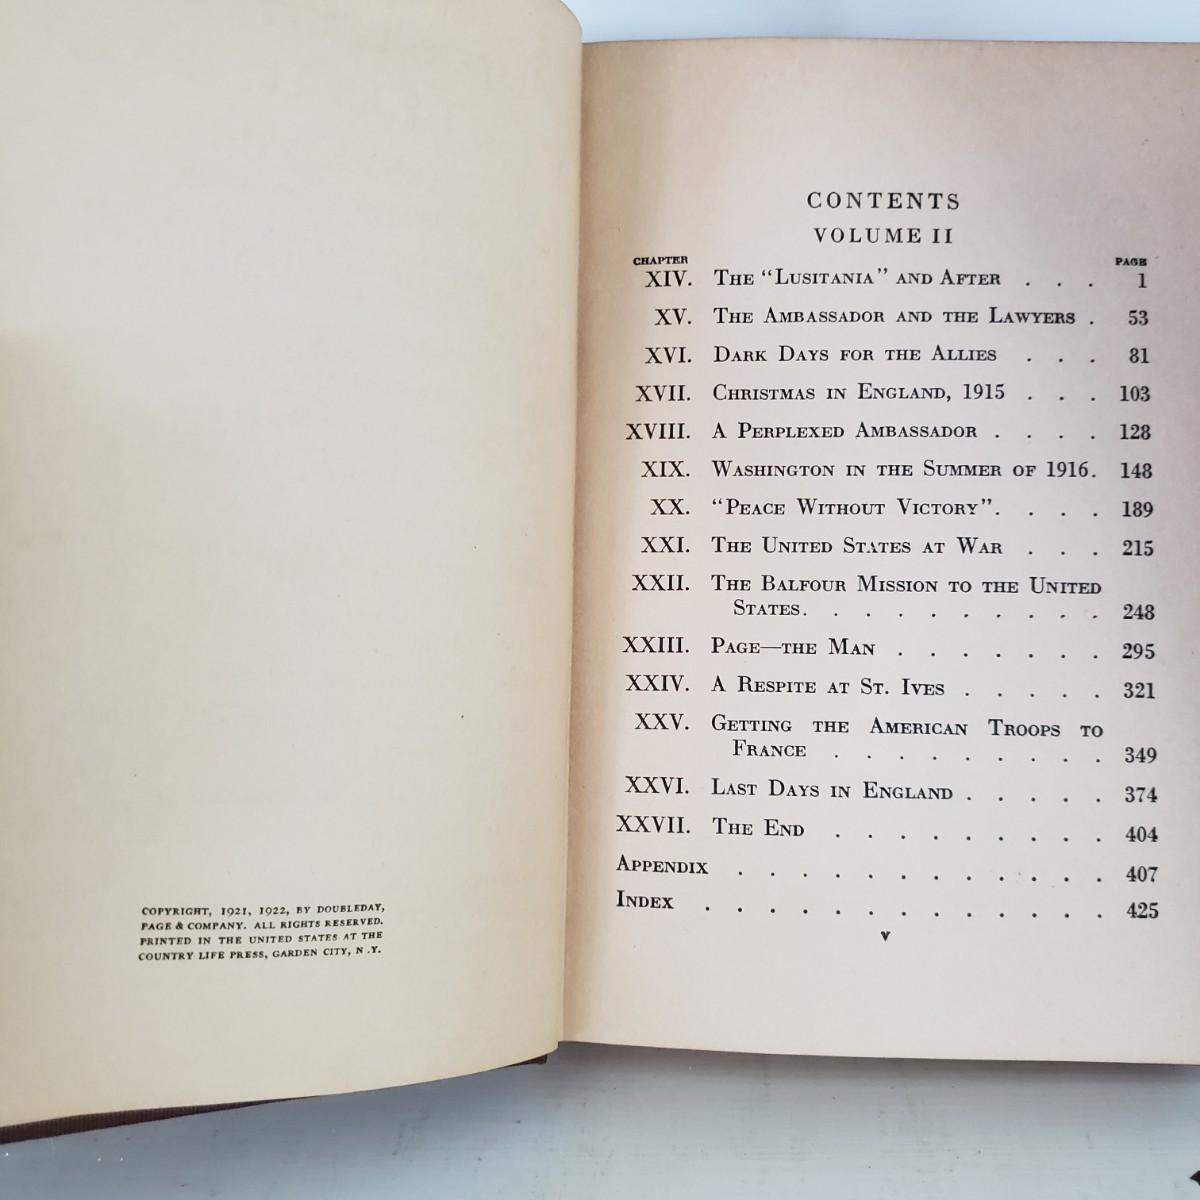 COPYRIGHT, 1921, 1922, BY DOUBLEDAY,
PAGE & COMPANY. ALL RIGHTS RESERVED.
PRINTED IN THE UNITED STATES AT THE
COUNTRY LIFE PRESS, GARDEN CITY, N.Y.
CONTENTS
VOLUME II
CHAPTER PAGE
XIV. The "Lusitania" and After . . . 1
XV. The Ambassador and the Lawyers . 53
XVI. Dark Days for the Allies . . . 81
XVII. Christmas in England, 1915 . . . 103
XVIII. A Perplexed Ambassador . . . . 128
XIX. Washington in the Summer of 1916. 148
XX. "Peace Without Victory". . . . 189
XXI. The United States at War . . . 215
XXII. The Balfour Mission to the United
States. . . . . . . . . . 248
XXIII. Page—the Man . . . . . . . 295
XXIV. A Respite at St. Ives . . . . . 321
XXV. Getting the American Troops to
France . . . . . . . . . 349
XXVI. Last Days in England . . . . . 374
XXVII. The End . . . . . . . . . 404
Appendix . . . . . . . . . . . . 407
Index . . . . . . . . . . . . . 425
v